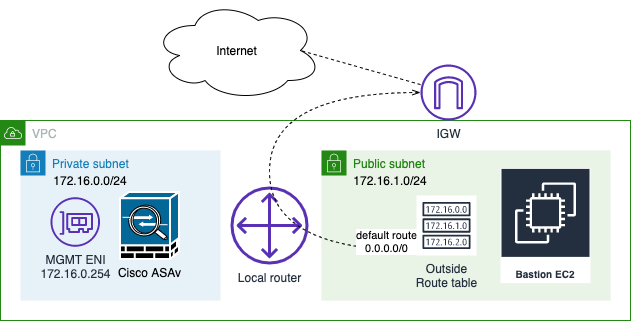 Internet
IGW
VPC
Private subnet
172.16.0.0/24
MGMT ENI
172.16.0.254
Cisco ASAv
Local router
Public subnet
172.16.1.0/24
default route
0.0.0.0/0
172.16.0.0
172.16.1.0
172.16.2.0
Outside
Route table
Bastion EC2